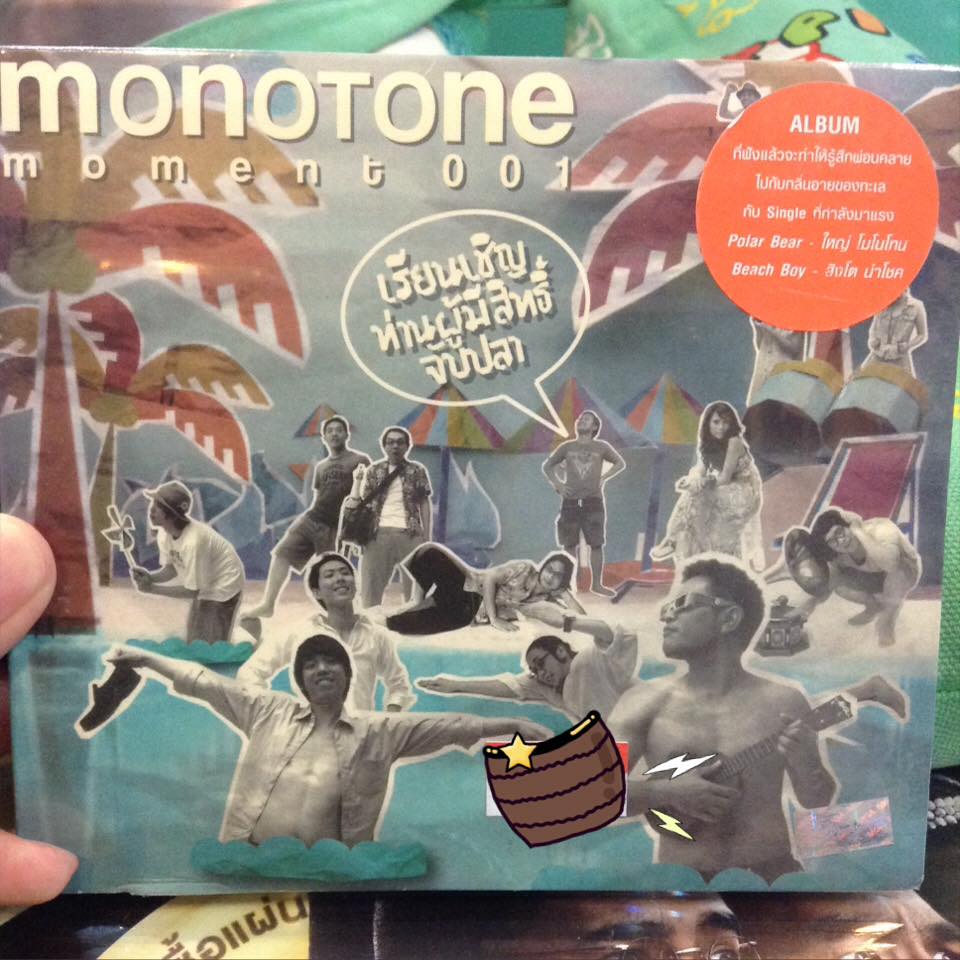 monoTone
moment 001
ALBUM
ที่ฟังแล้วจะทำให้รู้สึกผ่อนคลาย
ไปกับกลิ่นอายของทะเล
กับ Single ที่กำลังมาแรง
Polar Bear - ใหญ่ โมโนโทน
Beach Boy - สิงโต นำโชค
เรียนเชิญ
ท่านผู้มีสิทธิ์
จีบปลา